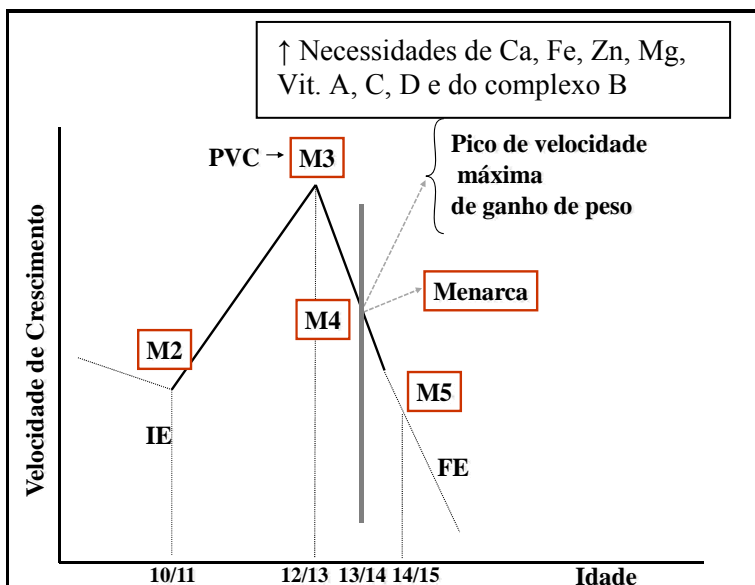 ↑ Necessidades de Ca, Fe, Zn, Mg,
Vit. A, C, D e do complexo B
PVC → M3
Pico de velocidade
máxima
de ganho de peso
Velocidade de Crescimento
Menarca
M4
M2
M5
IE
FE
10/11 12/13 13/14 14/15 Idade